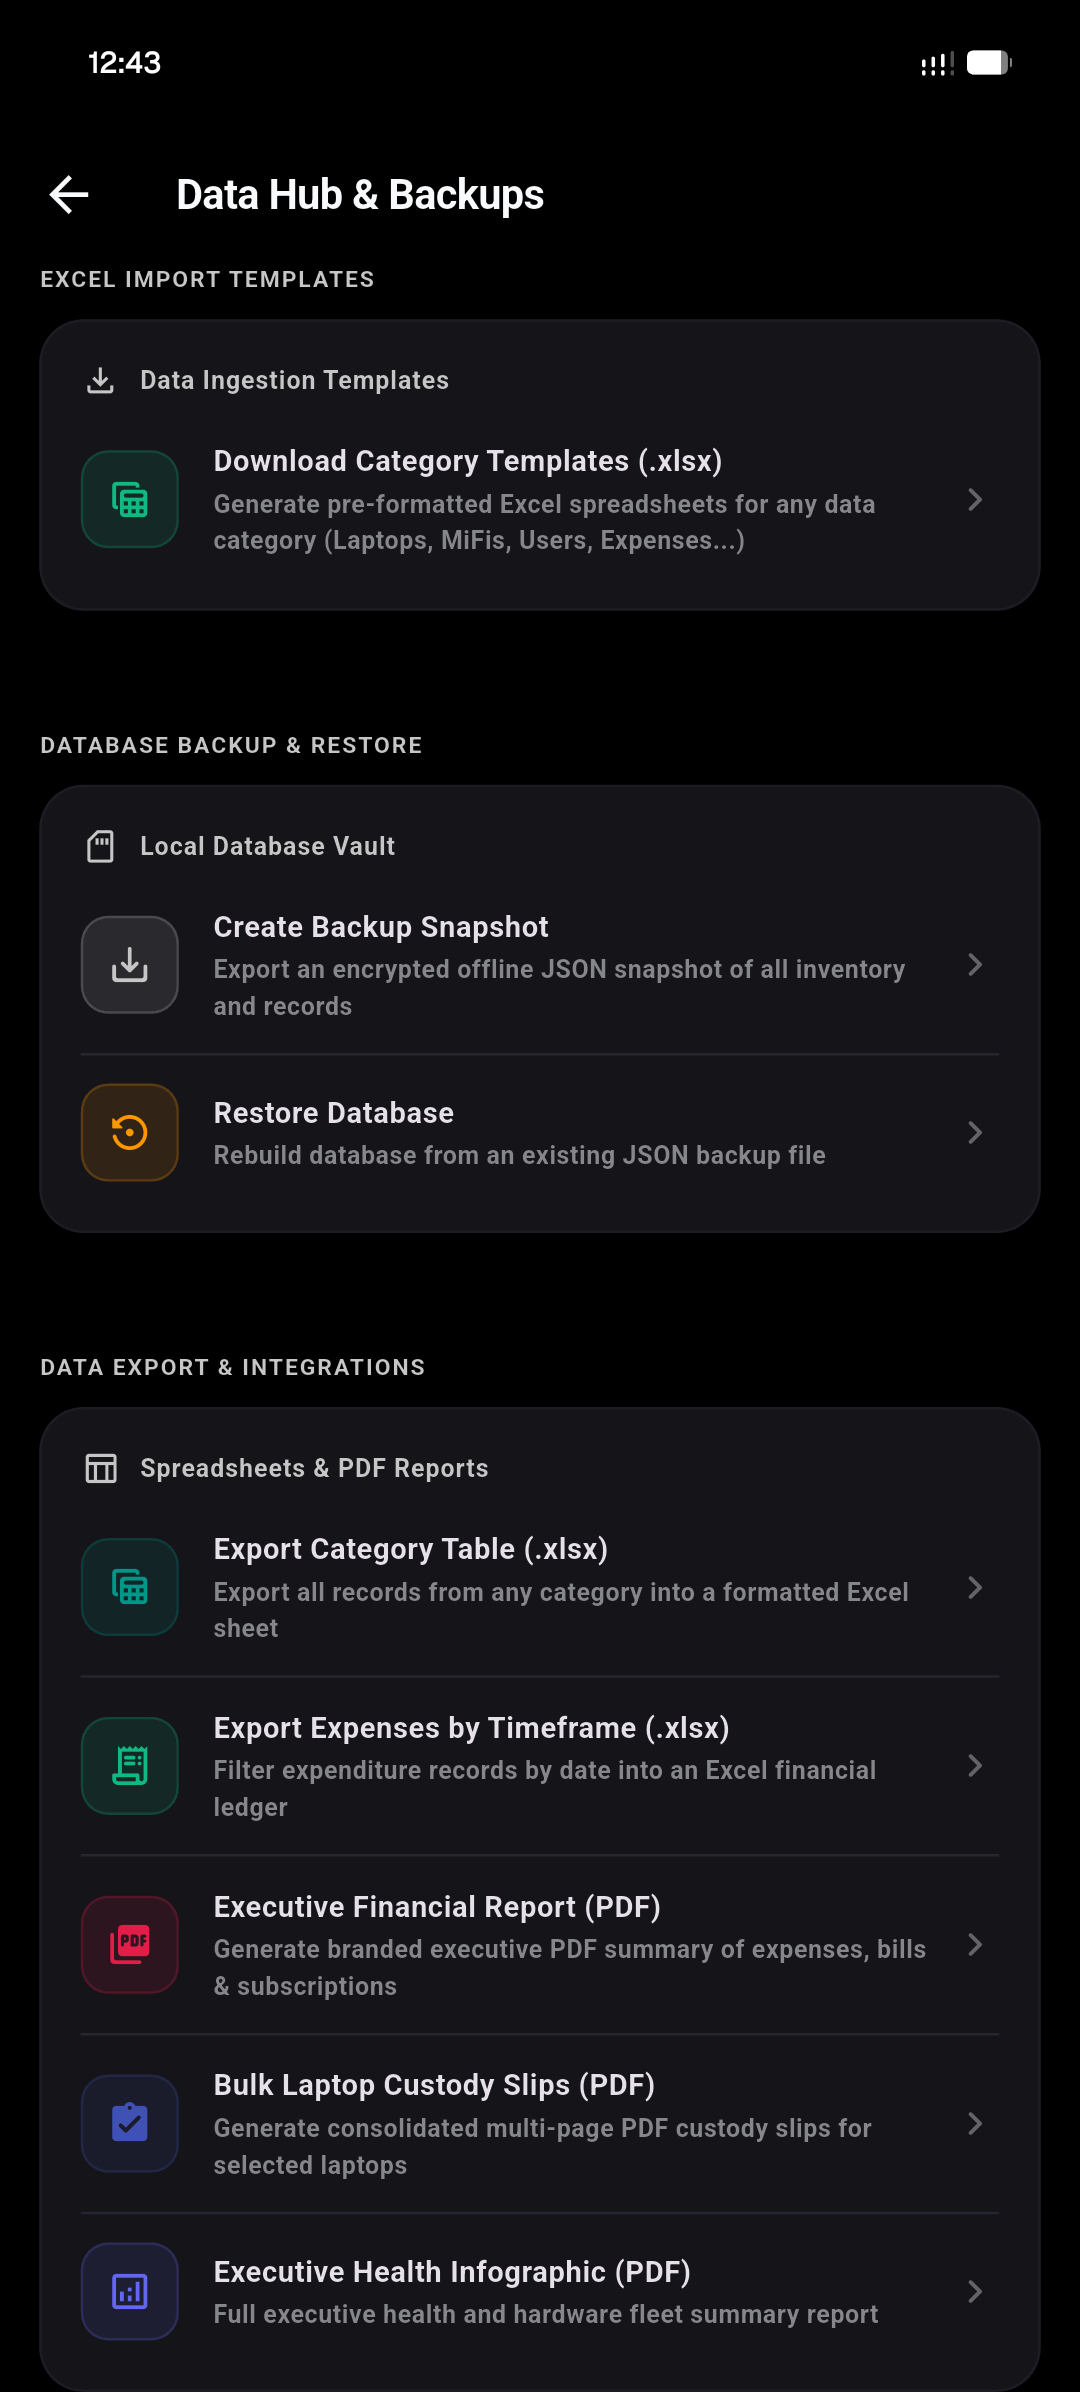 12:43
Data Hub & Backups
EXCEL IMPORT TEMPLATES
Data Ingestion Templates
Download Category Templates (.xlsx)
Generate pre-formatted Excel spreadsheets for any data
category (Laptops, MiFis, Users, Expenses...)
DATABASE BACKUP & RESTORE
Local Database Vault
Create Backup Snapshot
Export an encrypted offline JSON snapshot of all inventory
and records
Restore Database
Rebuild database from an existing JSON backup file
DATA EXPORT & INTEGRATIONS
Spreadsheets & PDF Reports
Export Category Table (.xlsx)
Export all records from any category into a formatted Excel
sheet
Export Expenses by Timeframe (.xlsx)
Filter expenditure records by date into an Excel financial
ledger
PDF
Executive Financial Report (PDF)
Generate branded executive PDF summary of expenses, bills
& subscriptions
Bulk Laptop Custody Slips (PDF)
Generate consolidated multi-page PDF custody slips for
selected laptops
Executive Health Infographic (PDF)
Full executive health and hardware fleet summary report